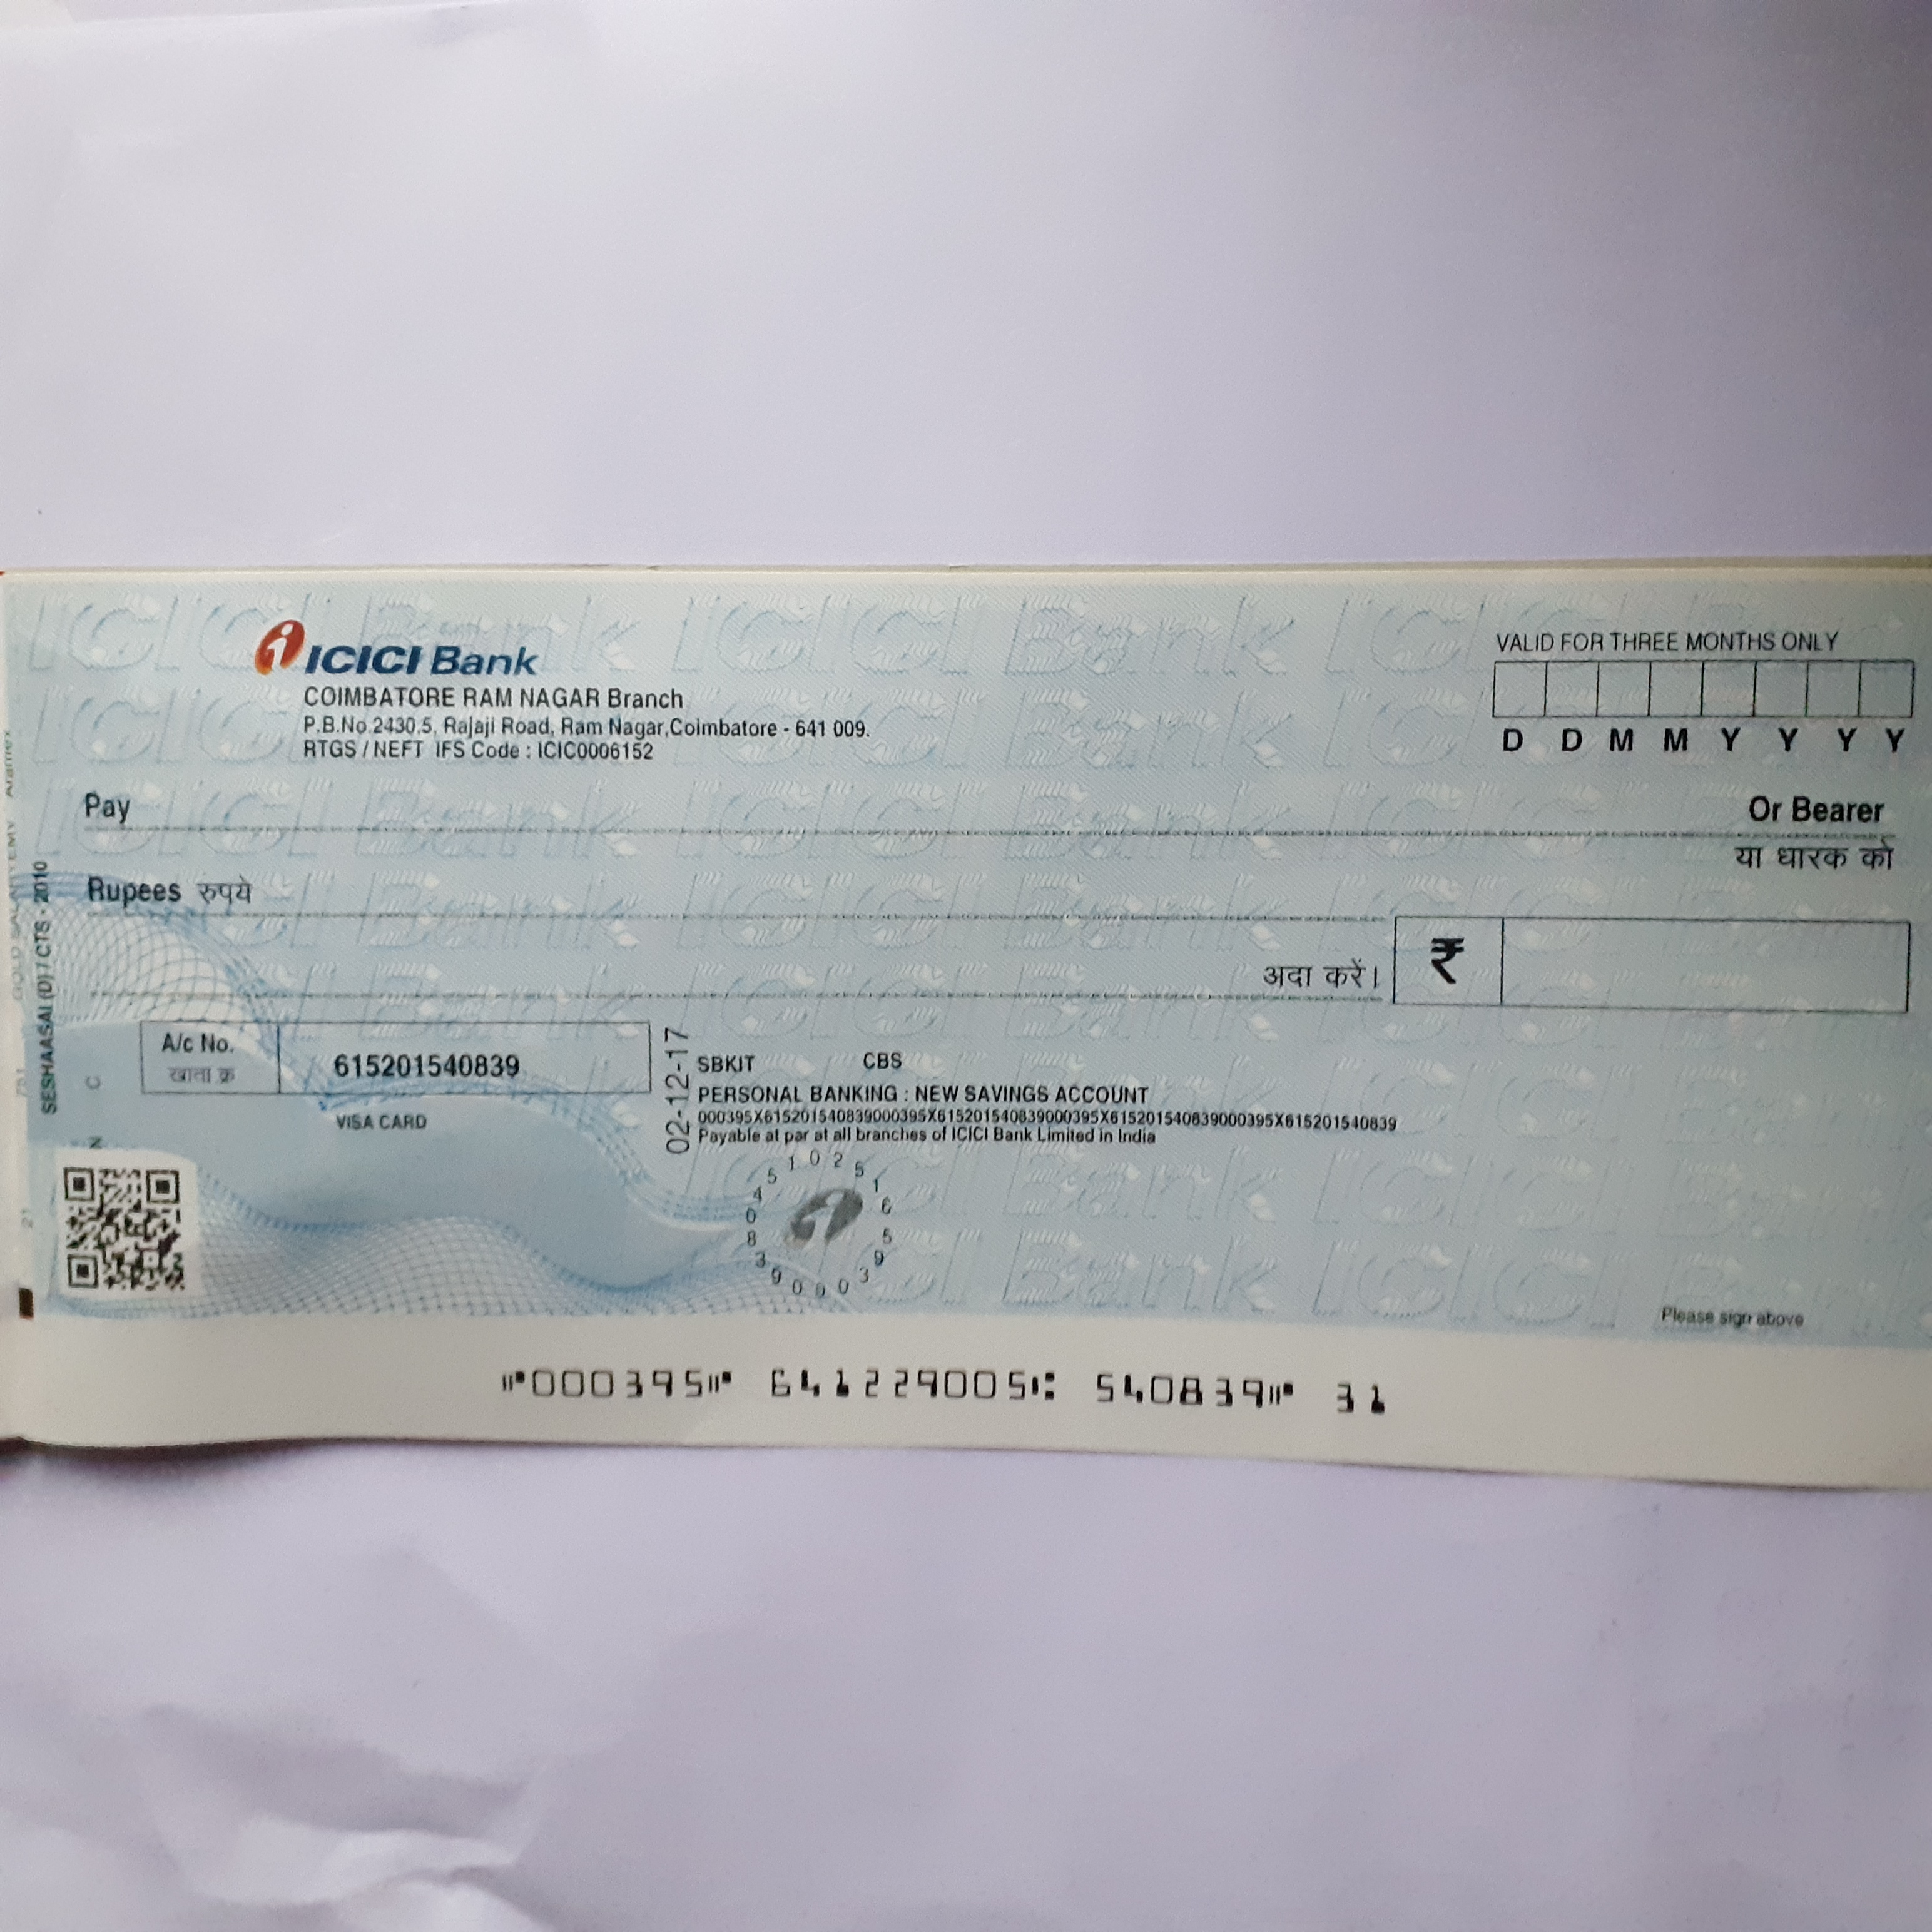 ICICI Bank
COIMBATORE RAM NAGAR Branch
P.B.No.2430,5, Rajaji Road, Ram Nagar,Coimbatore - 641 009.
RTGS / NEFT IFS Code : ICIC0006152
VALID FOR THREE MONTHS ONLY
D D M M Y Y Y Y
Pay
Or Bearer
या धारक को
Rupees रुपये
अदा करें।
₹
A/c No.
खाता क्र
615201540839
VISA CARD
02-12-17
SBKIT CBS
PERSONAL BANKING : NEW SAVINGS ACCOUNT
000395X615201540839000395X615201540839000395X615201540839000395X615201540839
Payable at par at all branches of ICICI Bank Limited in India
SESHAASAI (D) / CTS - 2010
Please sign above
000395 641229005 540839 31